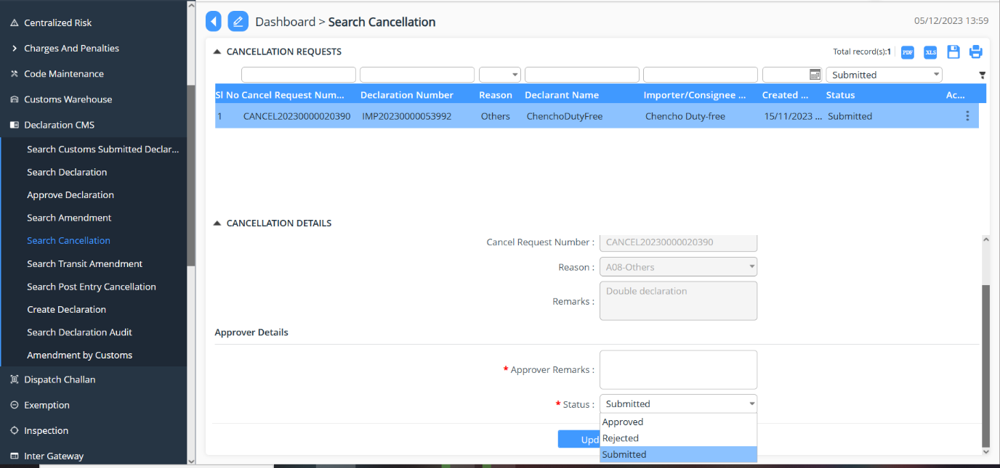 Centralized Risk
Charges And Penalties
Code Maintenance
Customs Warehouse
Declaration CMS
Search Customs Submitted Declar...
Search Declaration
Approve Declaration
Search Amendment
Search Cancellation
Search Transit Amendment
Search Post Entry Cancellation
Create Declaration
Search Declaration Audit
Amendment by Customs
Dispatch Challan
Exemption
Inspection
Inter Gateway
Dashboard > Search Cancellation
05/12/2023 13:59
CANCELLATION REQUESTS
Total record(s):1
PDF
XLS
Submitted
Sl No Cancel Request Num... Declaration Number Reason Declarant Name Importer/Consignee ... Created ... Status Ac...
1 CANCEL20230000020390 IMP20230000053992 Others ChenchoDutyFree Chencho Duty-free 15/11/2023 ... Submitted
CANCELLATION DETAILS
Cancel Request Number : CANCEL20230000020390
Reason : A08-Others
Remarks : Double declaration
Approver Details
* Approver Remarks :
* Status : Submitted
Approved
Upd Rejected
Submitted